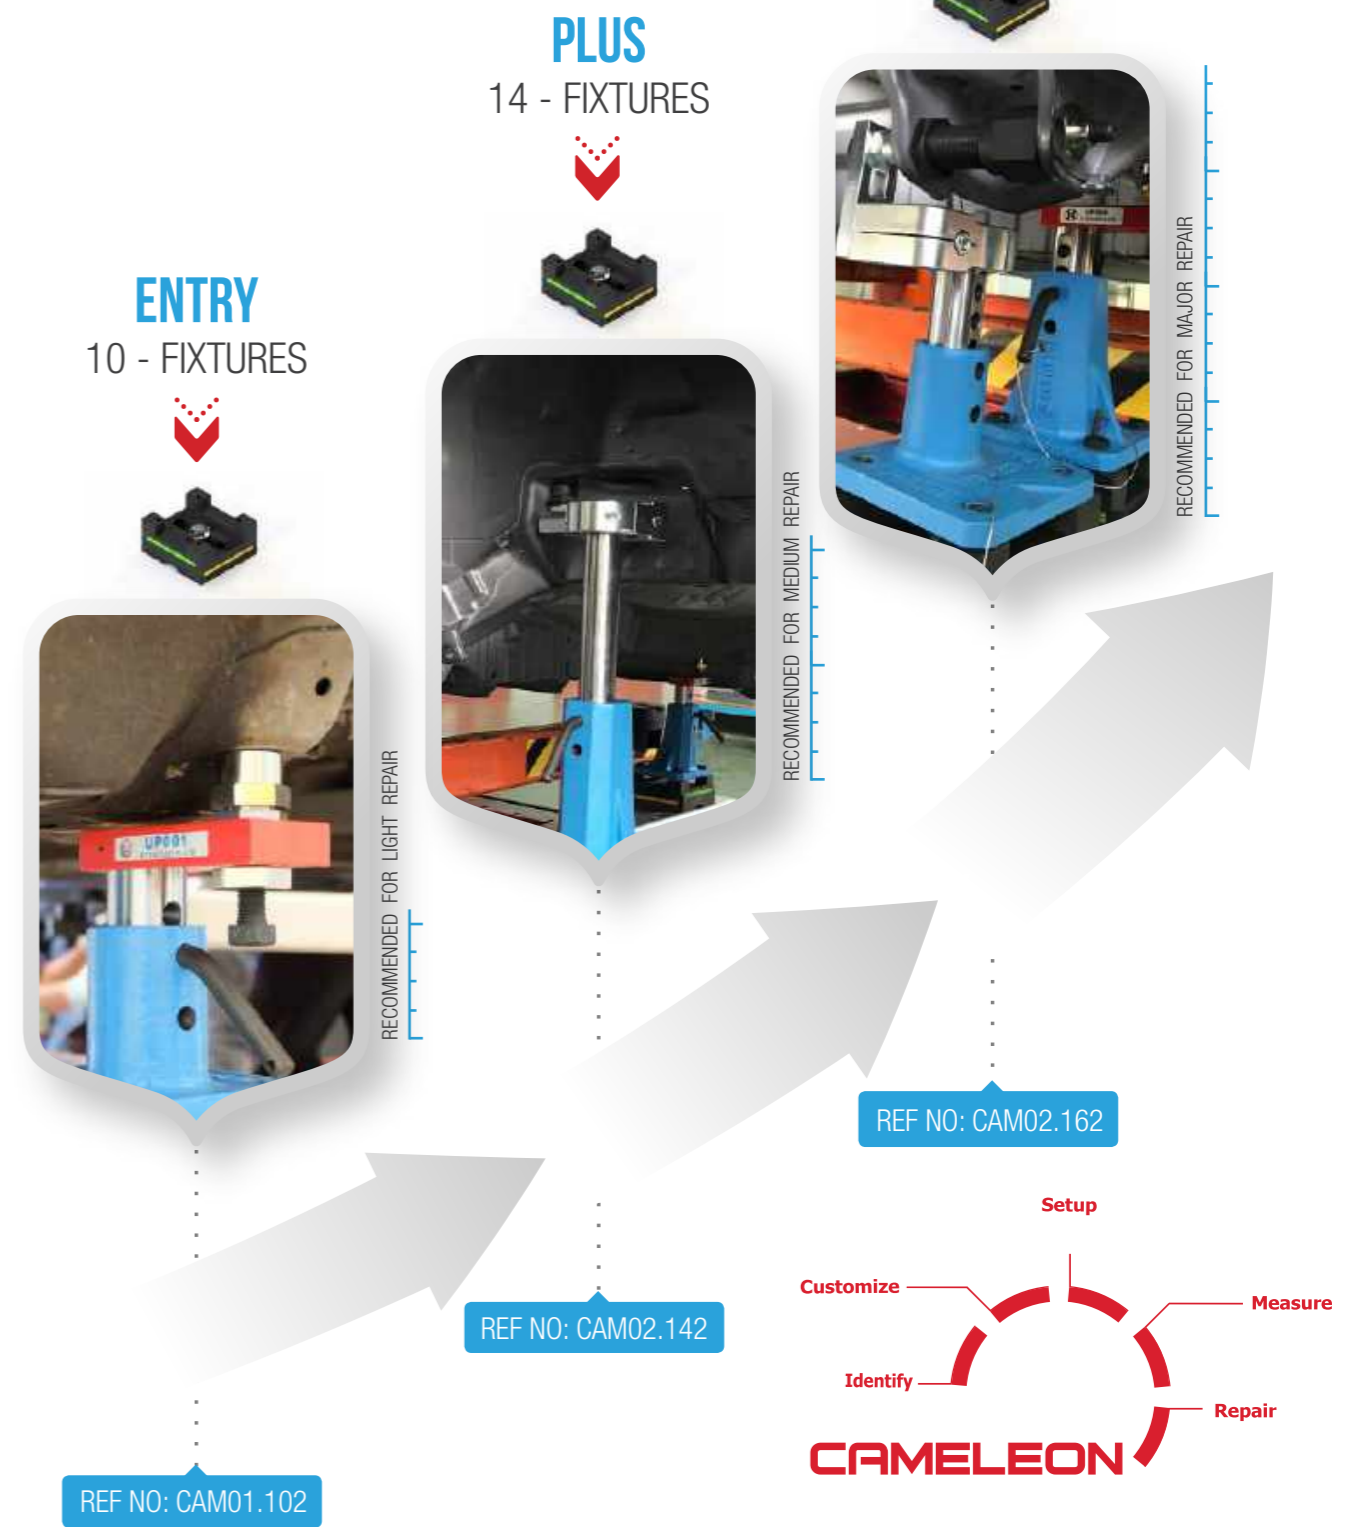 PLUS
14 - FIXTURES
ENTRY
10 - FIXTURES
RECOMMENDED FOR LIGHT REPAIR
RECOMMENDED FOR MEDIUM REPAIR
RECOMMENDED FOR MAJOR REPAIR
UP001
REF NO: CAM02.162
REF NO: CAM02.142
REF NO: CAM01.102
Setup
Customize
Measure
Identify
Repair
CAMELEON